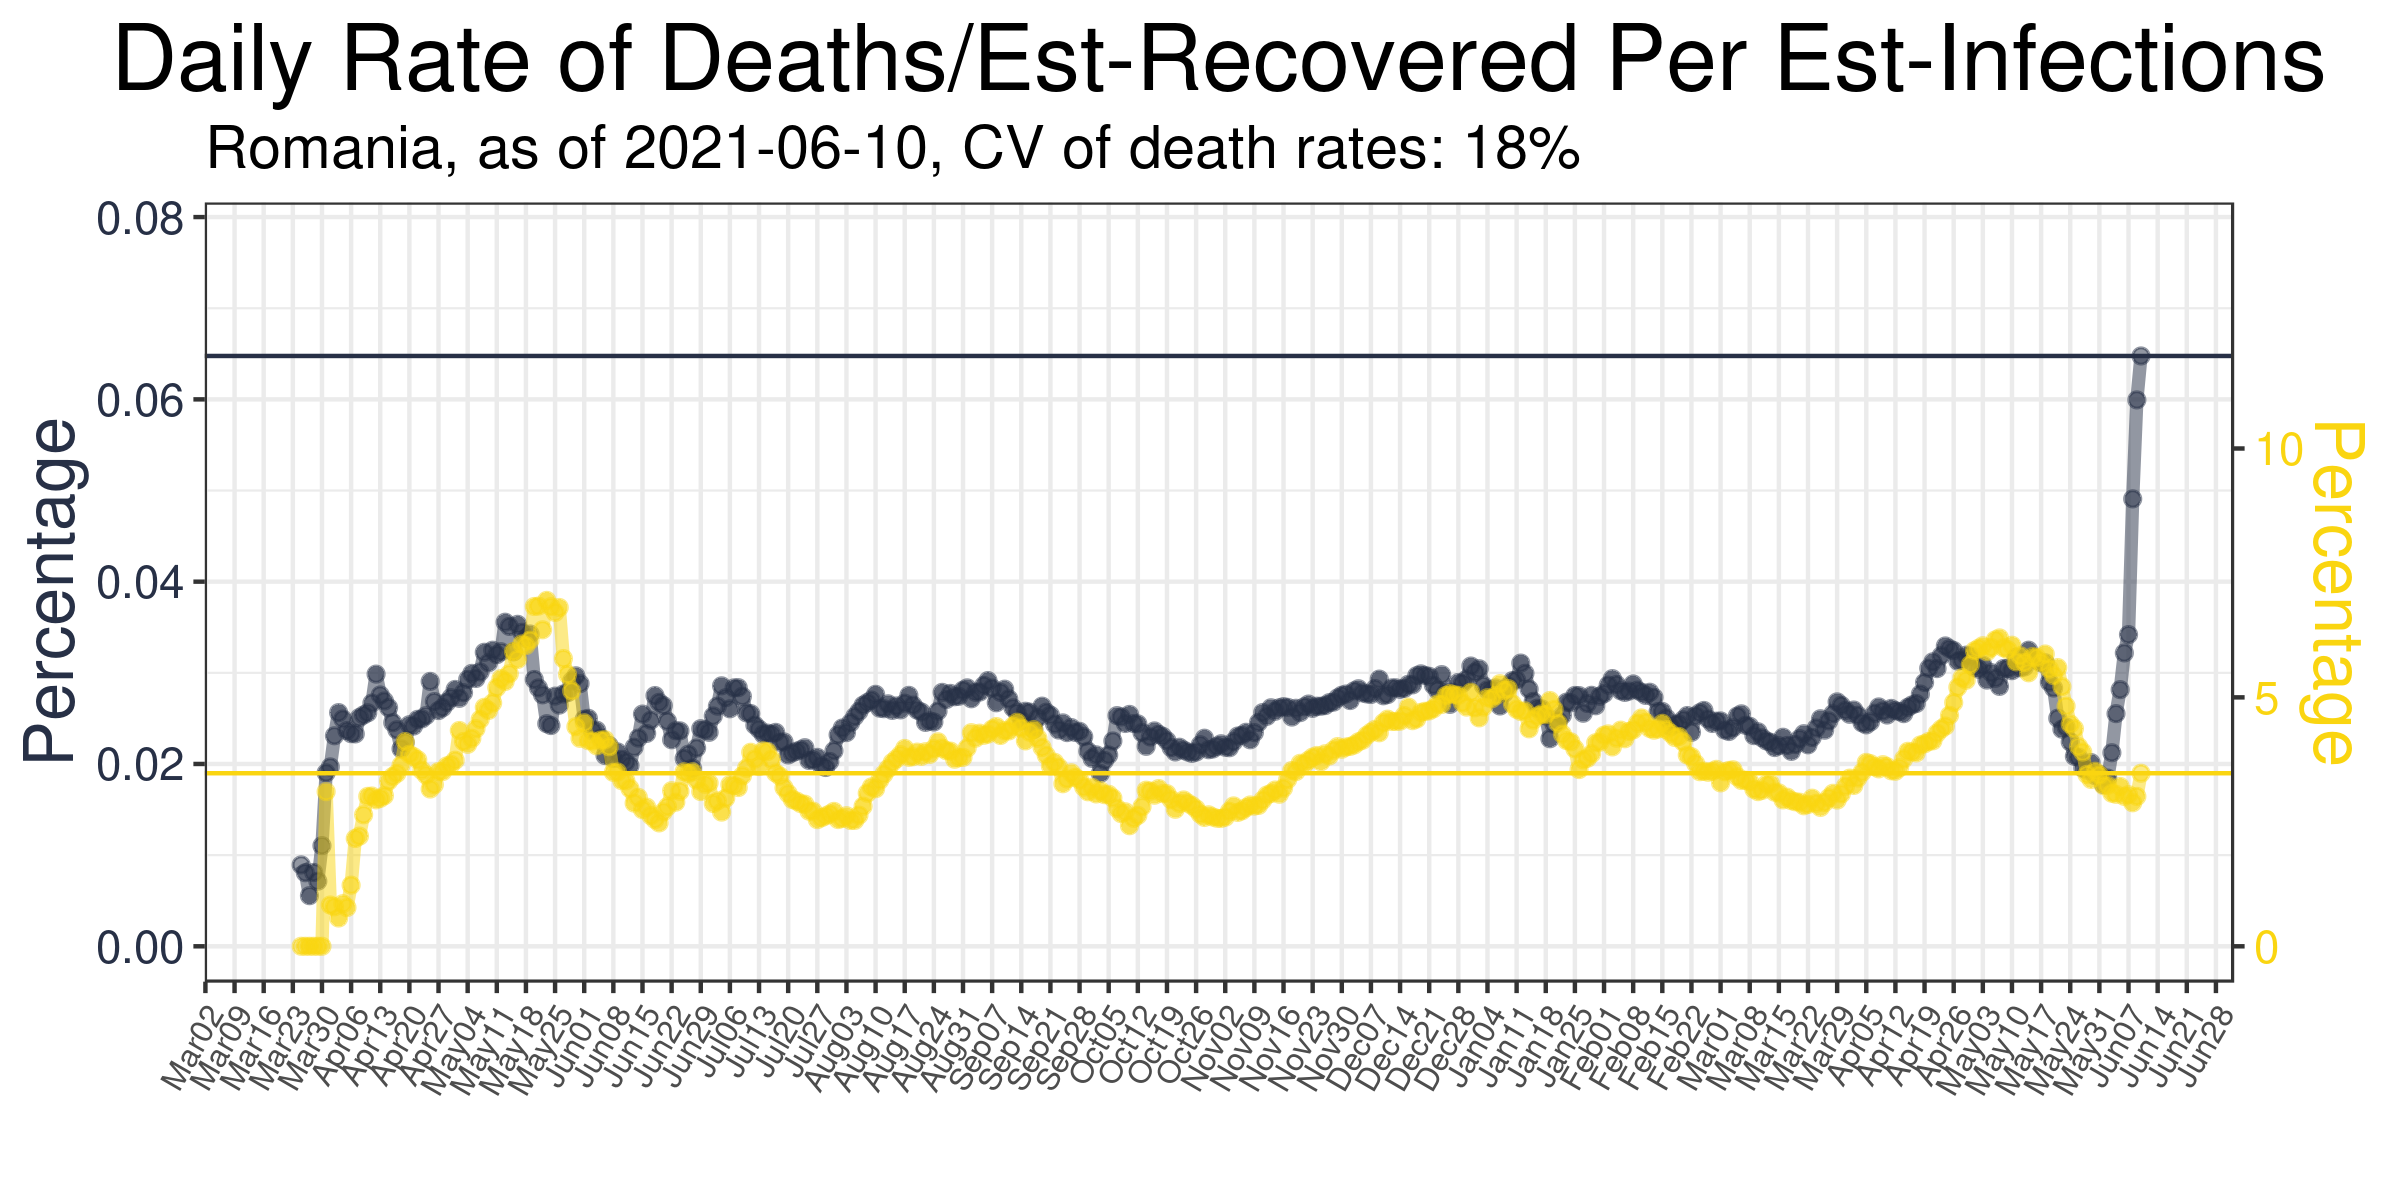 Daily Rate of Deaths/Est-Recovered Per Est-Infections
Romania, as of 2021-06-10, CV of death rates: 18%
Percentage
0.08
0.06
0.04
0.02
0.00
10
5
0
Percentage
Mar02
Mar09
Mar16
Mar23
Mar30
Apr06
Apr13
Apr20
Apr27
May04
May11
May18
May25
Jun01
Jun08
Jun15
Jun22
Jun29
Jul06
Jul13
Jul20
Jul27
Aug03
Aug10
Aug17
Aug24
Aug31
Sep07
Sep14
Sep21
Sep28
Oct05
Oct12
Oct19
Oct26
Nov02
Nov09
Nov16
Nov23
Nov30
Dec07
Dec14
Dec21
Dec28
Jan04
Jan11
Jan18
Jan25
Feb01
Feb08
Feb15
Feb22
Mar01
Mar08
Mar15
Mar22
Mar29
Apr05
Apr12
Apr19
Apr26
May03
May10
May17
May24
May31
Jun07
Jun14
Jun21
Jun28